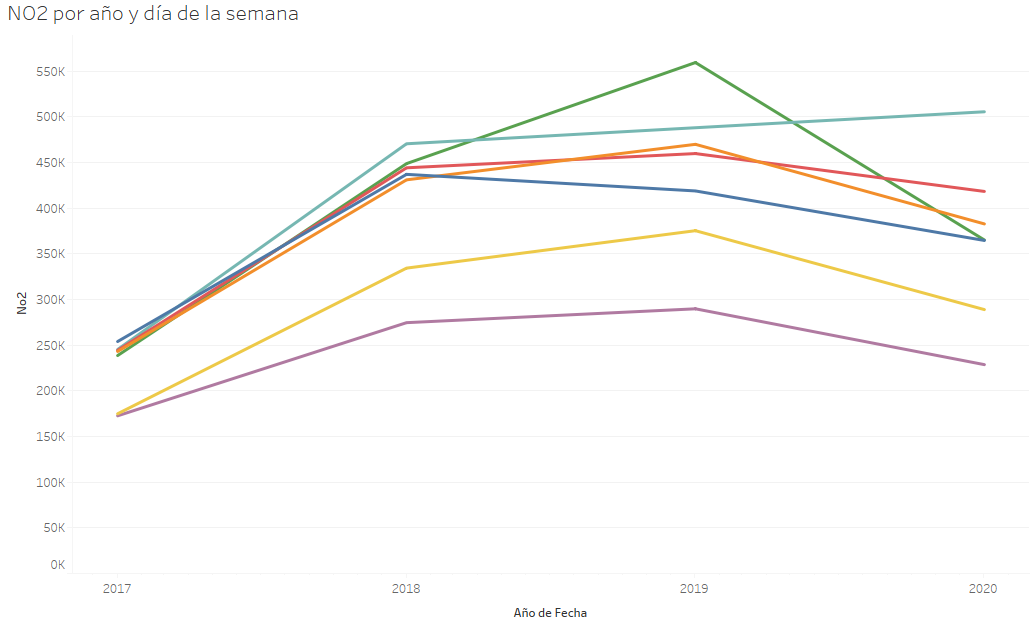 NO2 por año y día de la semana
550K
500K
450K
400K
350K
300K
250K
200K
150K
100K
50K
0K
No2
2017 2018 2019 2020
Año de Fecha